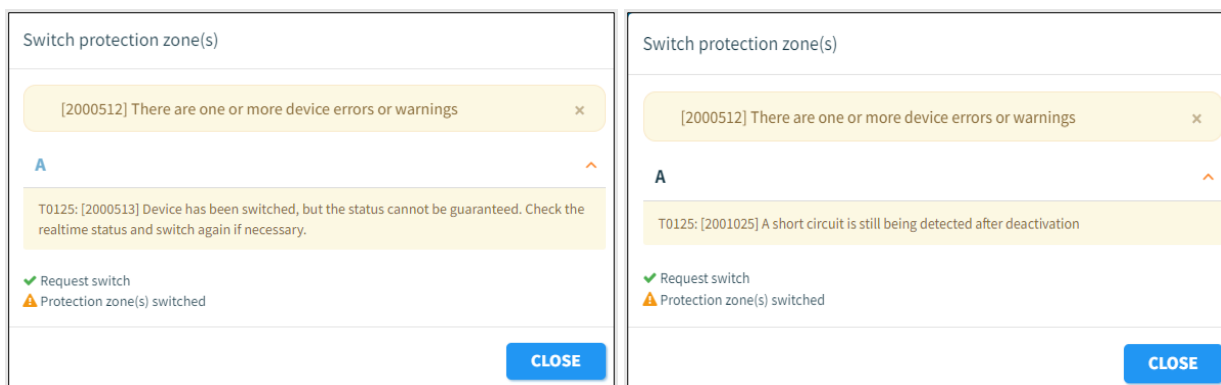 Switch protection zone(s)
[2000512] There are one or more device errors or warnings ×
A
T0125: [2000513] Device has been switched, but the status cannot be guaranteed. Check the
realtime status and switch again if necessary.
Request switch
Protection zone(s) switched
CLOSE
Switch protection zone(s)
[2000512] There are one or more device errors or warnings ×
A
T0125: [2001025] A short circuit is still being detected after deactivation
Request switch
Protection zone(s) switched
CLOSE